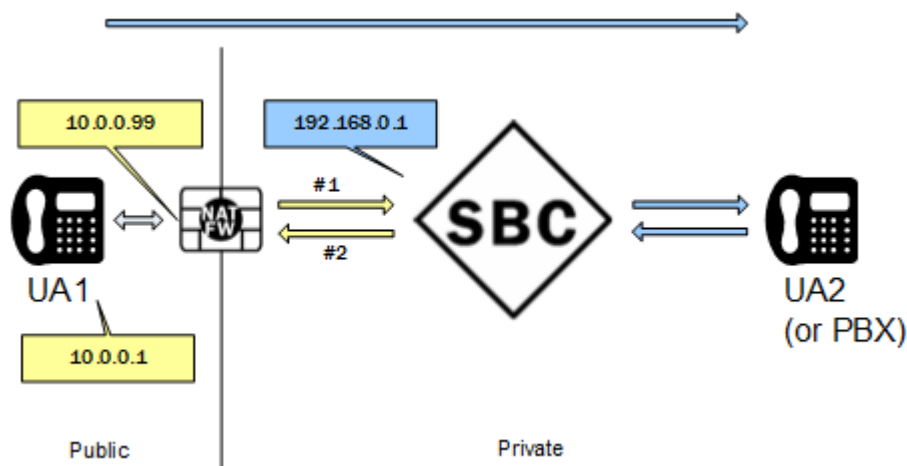 10.0.0.99
192.168.0.1
#1
NAT
FW
SBC
#2
UA1
UA2
(or PBX)
10.0.0.1
Public
Private